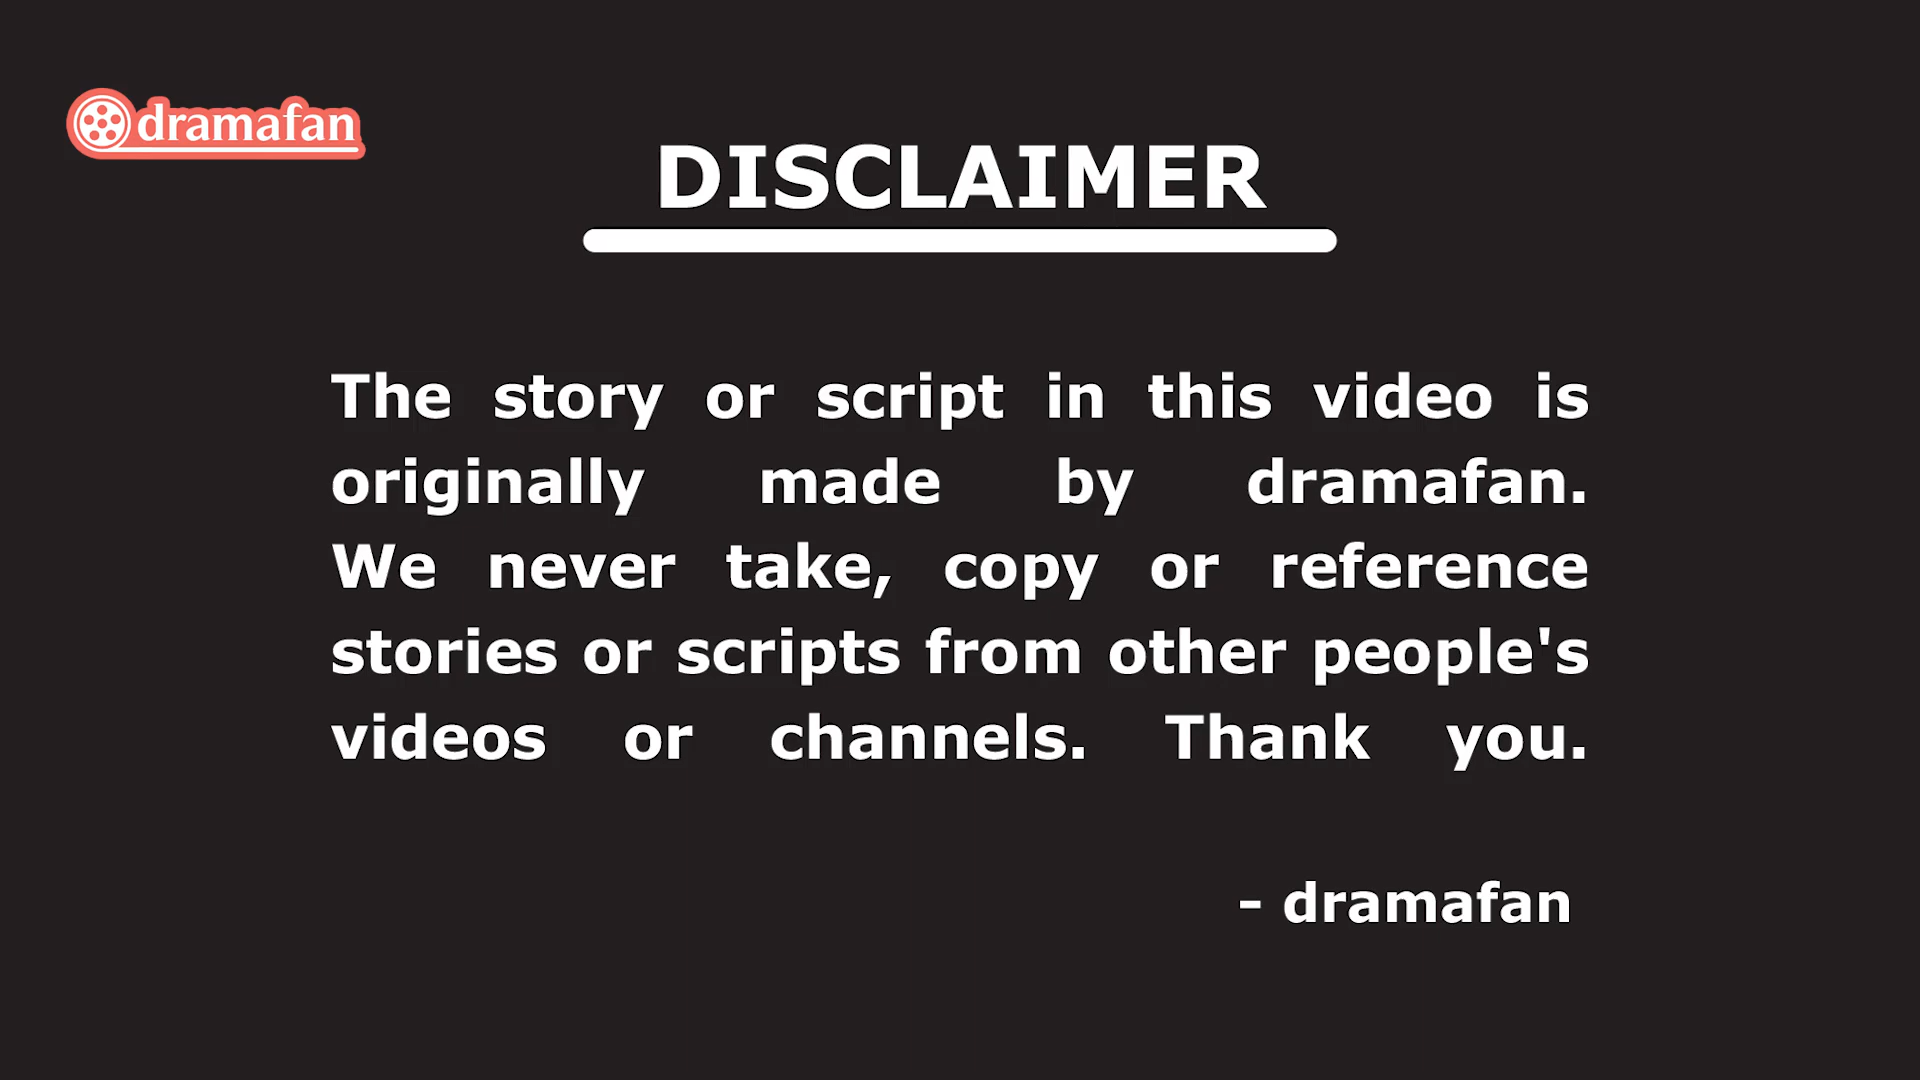 dramafan
DISCLAIMER
The story or script in this video is
originally made by dramafan.
We never take, copy or reference
stories or scripts from other people's
videos or channels. Thank you.
- dramafan